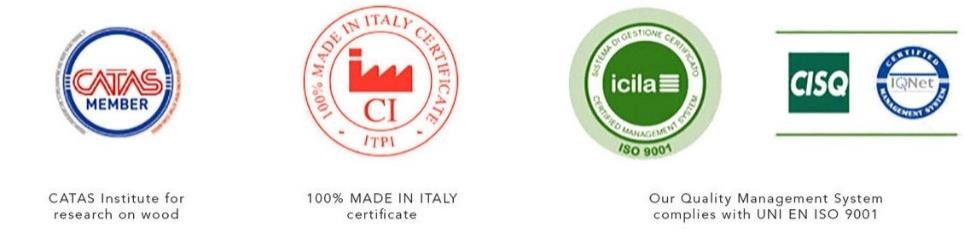 CATAS
MEMBER
100% MADE IN ITALY CERTIFICATE
CI
ITPI
SISTEMA DI GESTIONE CERTIFICATO
icila
CERTIFIED MANAGEMENT SYSTEM
ISO 9001
CISQ
CERTIFIED
IQNet
MANAGEMENT SYSTEM
CATAS Institute for
research on wood
100% MADE IN ITALY
certificate
Our Quality Management System
complies with UNI EN ISO 9001